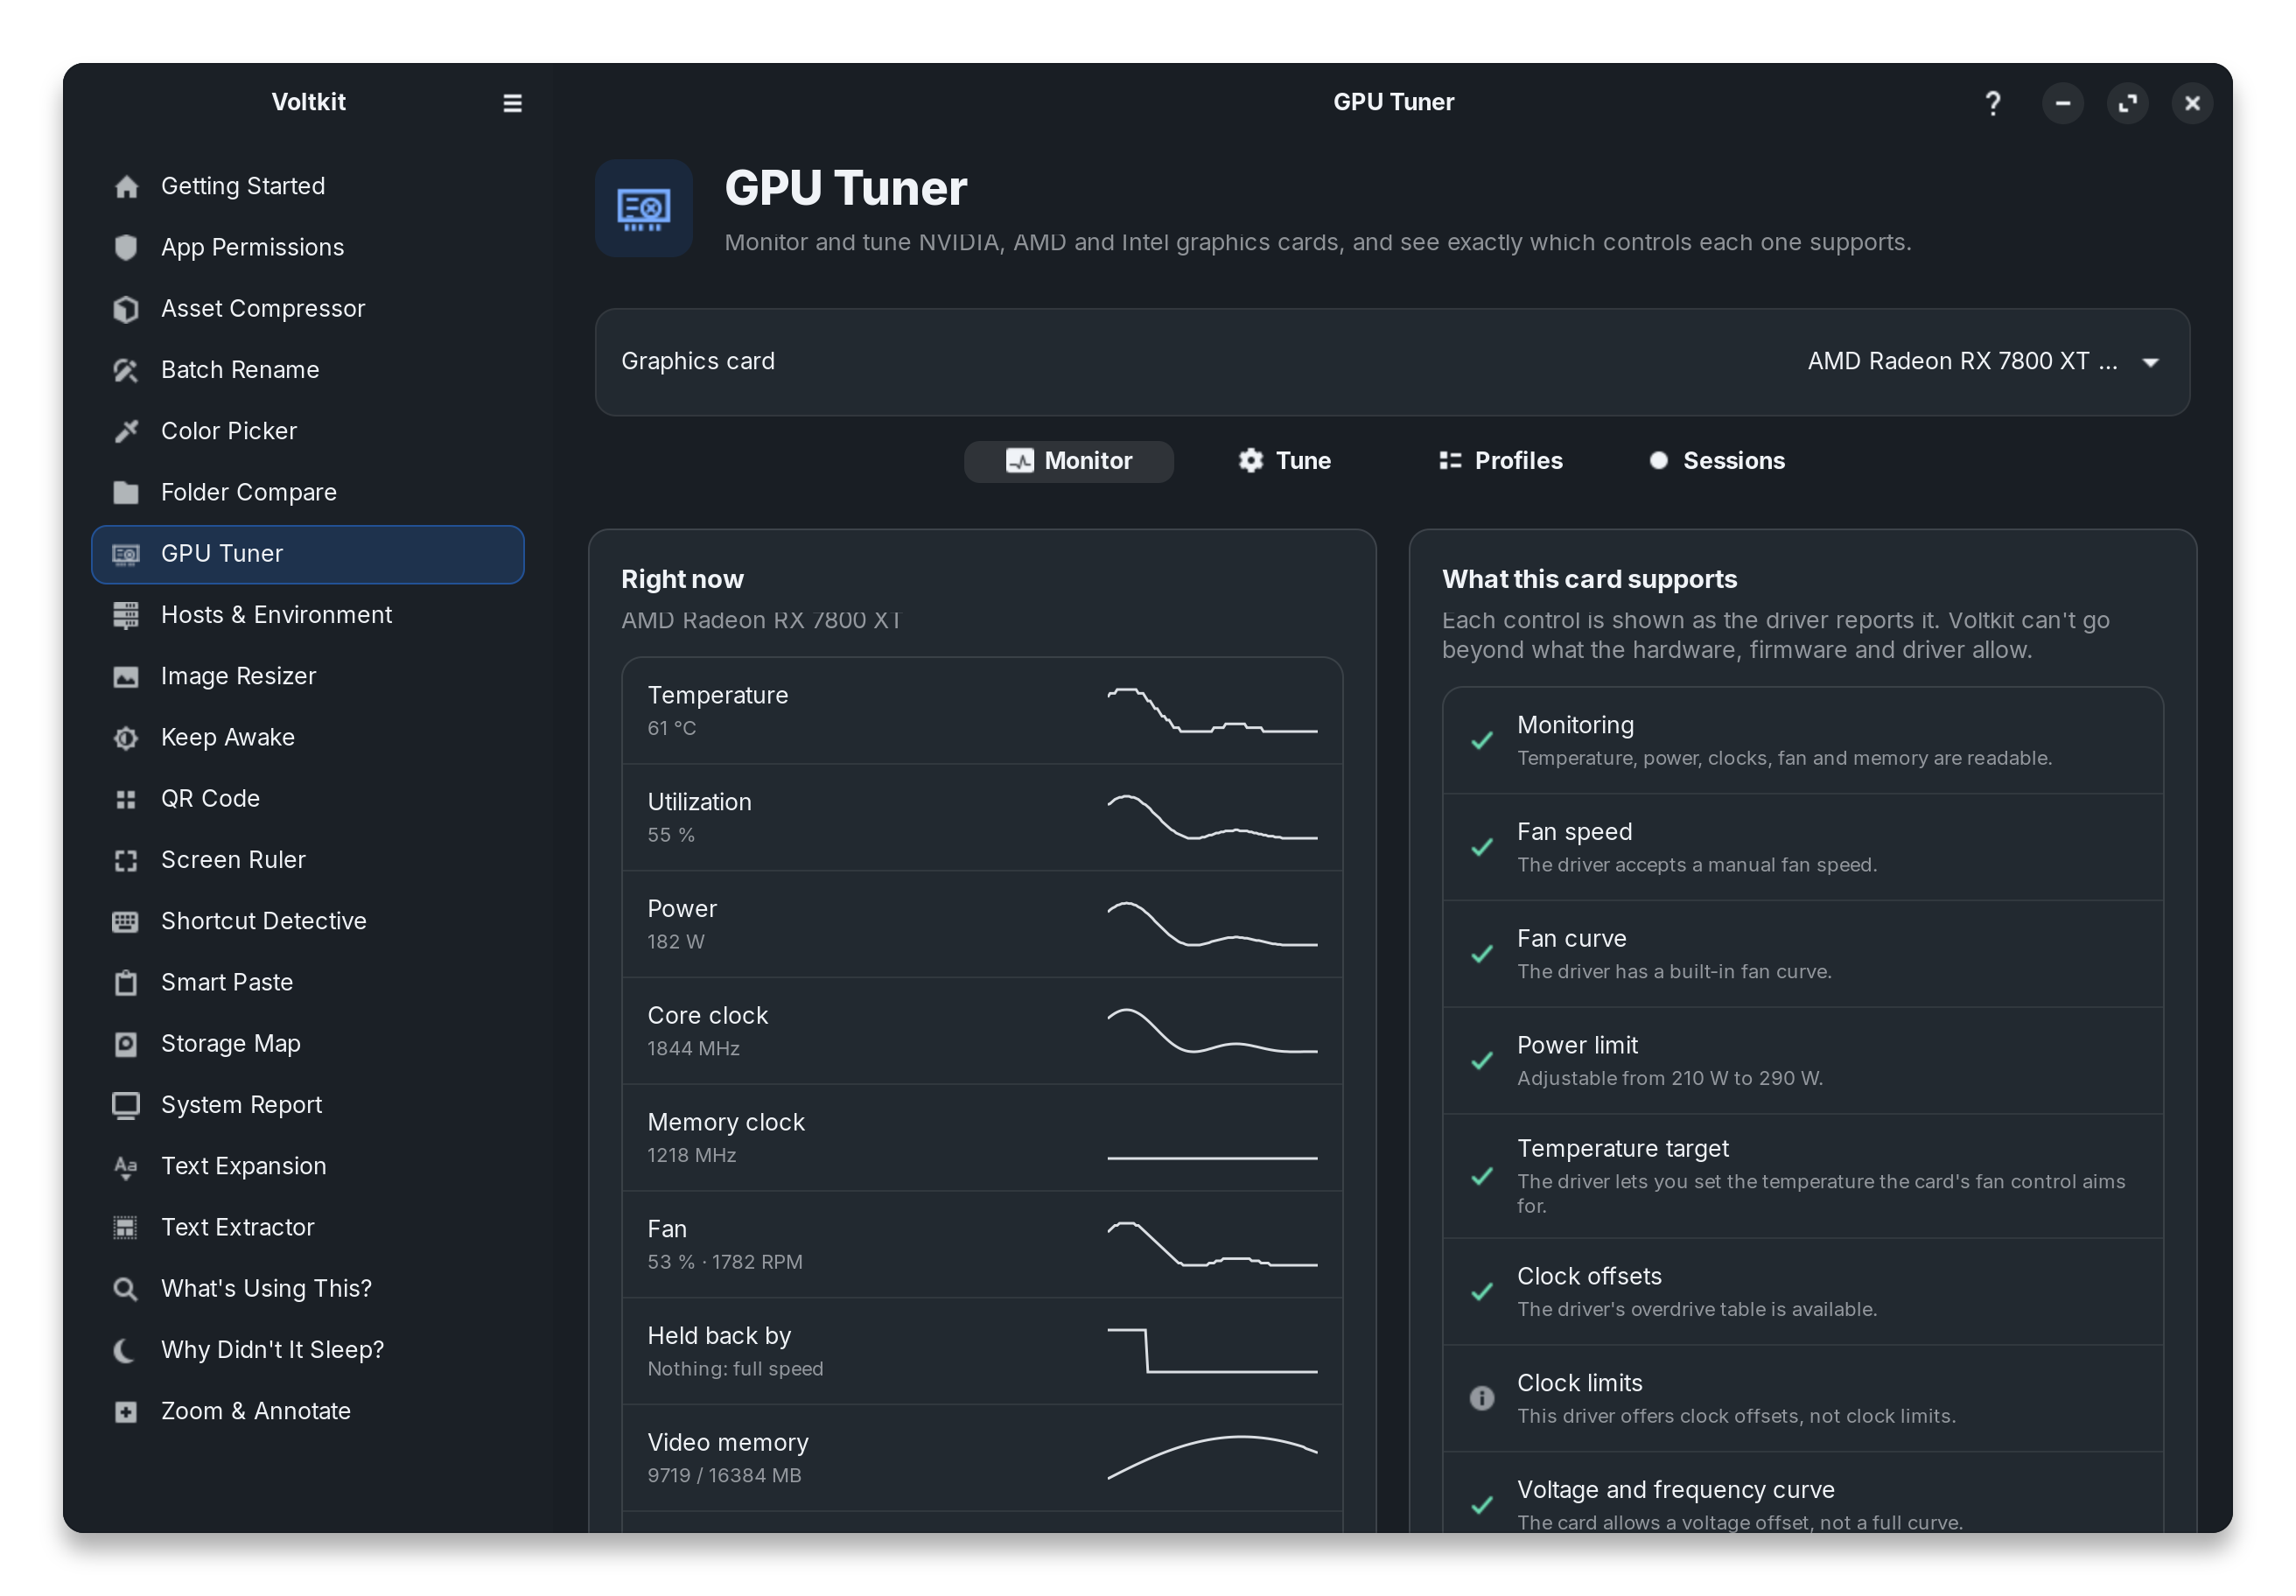 Voltkit
GPU Tuner
?
Getting Started
App Permissions
Asset Compressor
Batch Rename
Color Picker
Folder Compare
GPU Tuner
Hosts & Environment
Image Resizer
Keep Awake
QR Code
Screen Ruler
Shortcut Detective
Smart Paste
Storage Map
System Report
Text Expansion
Text Extractor
What's Using This?
Why Didn't It Sleep?
Zoom & Annotate
GPU Tuner
Monitor and tune NVIDIA, AMD and Intel graphics cards, and see exactly which controls each one supports.
Graphics card
AMD Radeon RX 7800 XT ...
Monitor
Tune
Profiles
Sessions
Right now
AMD Radeon RX 7800 XT
Temperature
61 °C
Utilization
55 %
Power
182 W
Core clock
1844 MHz
Memory clock
1218 MHz
Fan
53 % · 1782 RPM
Held back by
Nothing: full speed
Video memory
9719 / 16384 MB
What this card supports
Each control is shown as the driver reports it. Voltkit can't go
beyond what the hardware, firmware and driver allow.
Monitoring
Temperature, power, clocks, fan and memory are readable.
Fan speed
The driver accepts a manual fan speed.
Fan curve
The driver has a built-in fan curve.
Power limit
Adjustable from 210 W to 290 W.
Temperature target
The driver lets you set the temperature the card's fan control aims
for.
Clock offsets
The driver's overdrive table is available.
Clock limits
This driver offers clock offsets, not clock limits.
Voltage and frequency curve
The card allows a voltage offset, not a full curve.